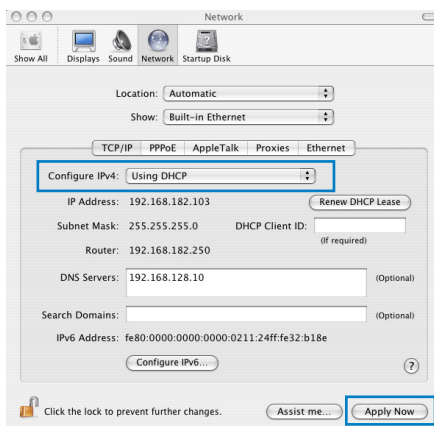 Network
Show All Displays Sound Network Startup Disk
Location: Automatic
Show: Built-in Ethernet
TCP/IP PPPoE AppleTalk Proxies Ethernet
Configure IPv4: Using DHCP
IP Address: 192.168.182.103 Renew DHCP Lease
Subnet Mask: 255.255.255.0 DHCP Client ID:
(If required)
Router: 192.168.182.250
DNS Servers: 192.168.128.10 (Optional)
Search Domains: (Optional)
IPv6 Address: fe80:0000:0000:0000:0211:24ff:fe32:b18e
Configure IPv6... ?
Click the lock to prevent further changes. Assist me... Apply Now